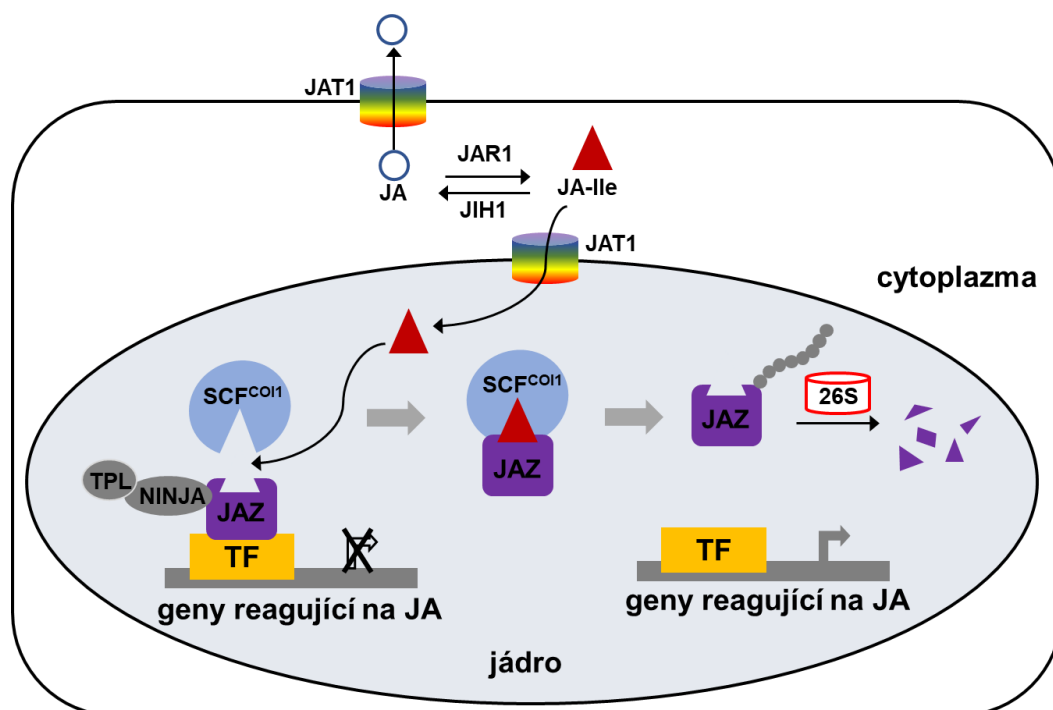 JAT1
JAR1
JA
JA-Ile
JIH1
JAT1
cytoplazma
SCFCOI1
SCFCOI1
26S
JAZ
JAZ
TPL
NINJA
JAZ
TF
TF
geny reagující na JA
geny reagující na JA
jádro